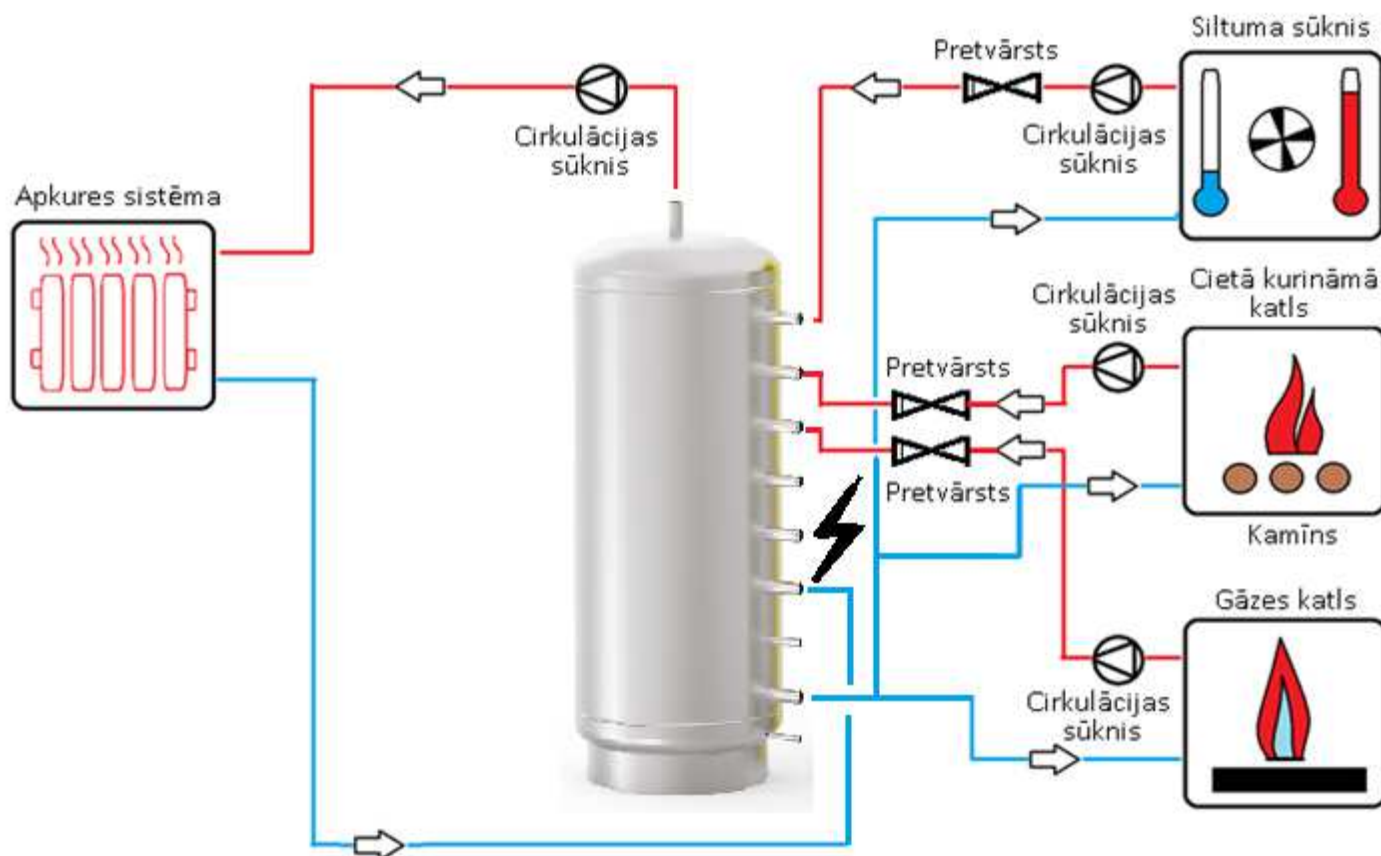 Siltuma sūknis
Pretvārsts
Cirkulācijas
sūknis
Cirkulācijas
sūknis
Apkures sistēma
Cietā kurināmā
katls
Cirkulācijas
sūknis
Pretvārsts
Pretvārsts
Kamīns
Gāzes katls
Cirkulācijas
sūknis